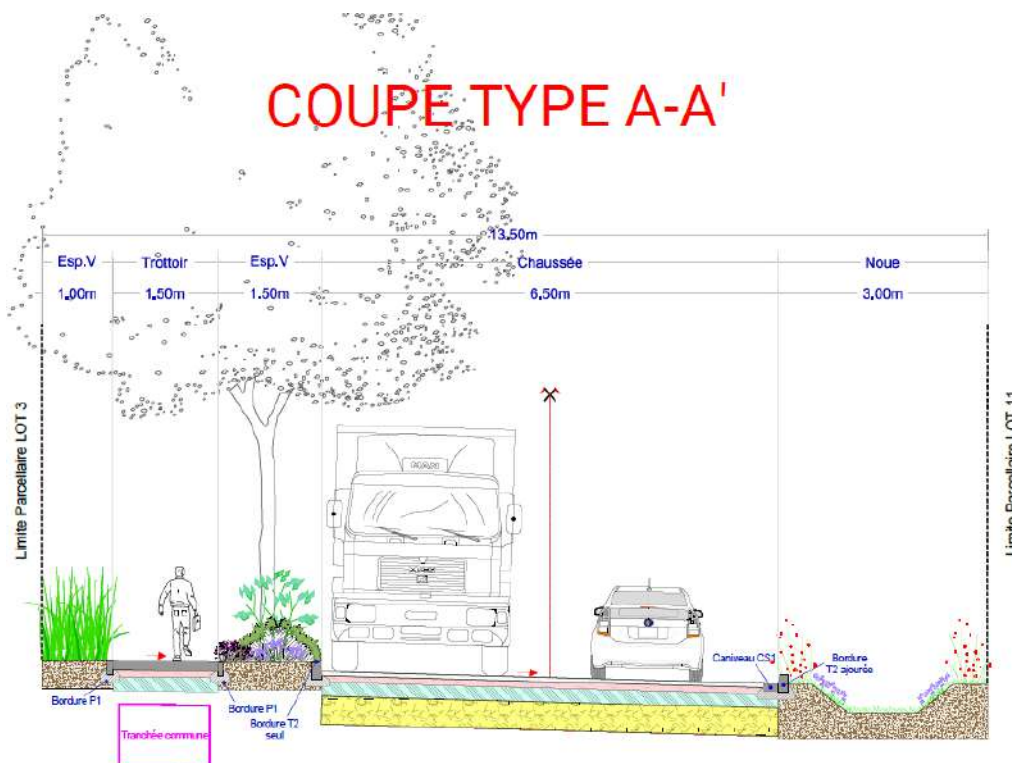 COUPE TYPE A-A'
13.50m
Esp.V Trottoir Esp.V Chaussée Noue
1.00m 1.50m 1.50m 6.50m 3.00m
Limite Parcellaire LOT 3
Limite Parcellaire LOT 11
MAN
Caniveau CS1
Bordure
T2 ajourée
Bordure P1
Bordure P1
Bordure T2
seul
Tranchée commune